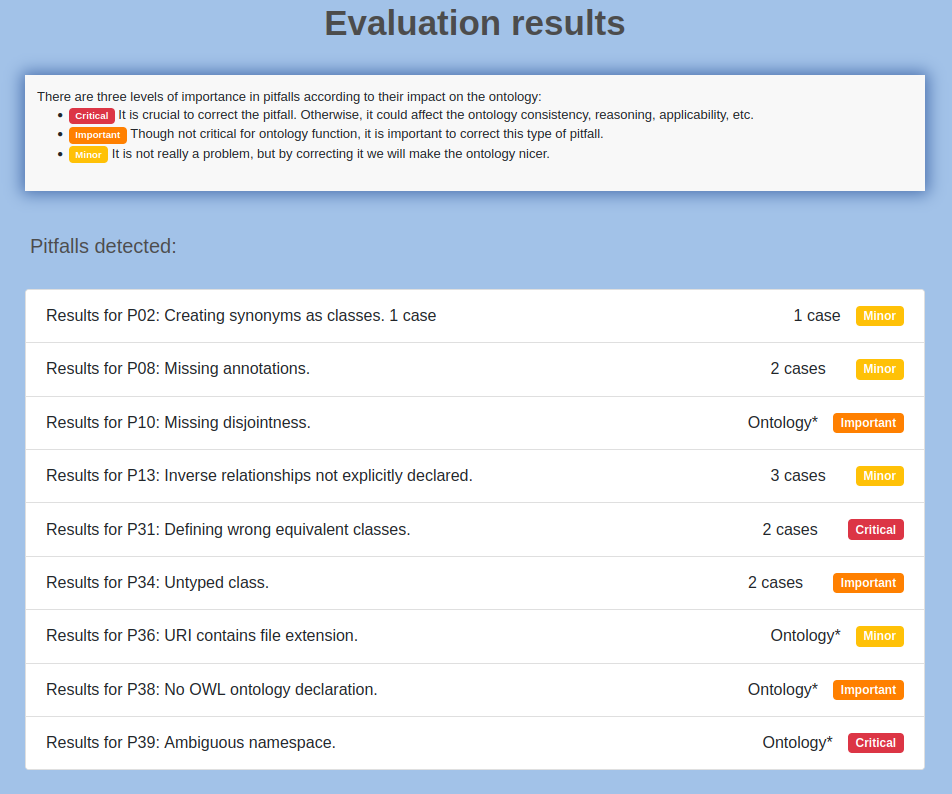 Evaluation results
There are three levels of importance in pitfalls according to their impact on the ontology:
• Critical It is crucial to correct the pitfall. Otherwise, it could affect the ontology consistency, reasoning, applicability, etc.
• Important Though not critical for ontology function, it is important to correct this type of pitfall.
• Minor It is not really a problem, but by correcting it we will make the ontology nicer.
Pitfalls detected:
Results for P02: Creating synonyms as classes. 1 case 1 case Minor
Results for P08: Missing annotations. 2 cases Minor
Results for P10: Missing disjointness. Ontology* Important
Results for P13: Inverse relationships not explicitly declared. 3 cases Minor
Results for P31: Defining wrong equivalent classes. 2 cases Critical
Results for P34: Untyped class. 2 cases Important
Results for P36: URI contains file extension. Ontology* Minor
Results for P38: No OWL ontology declaration. Ontology* Important
Results for P39: Ambiguous namespace. Ontology* Critical